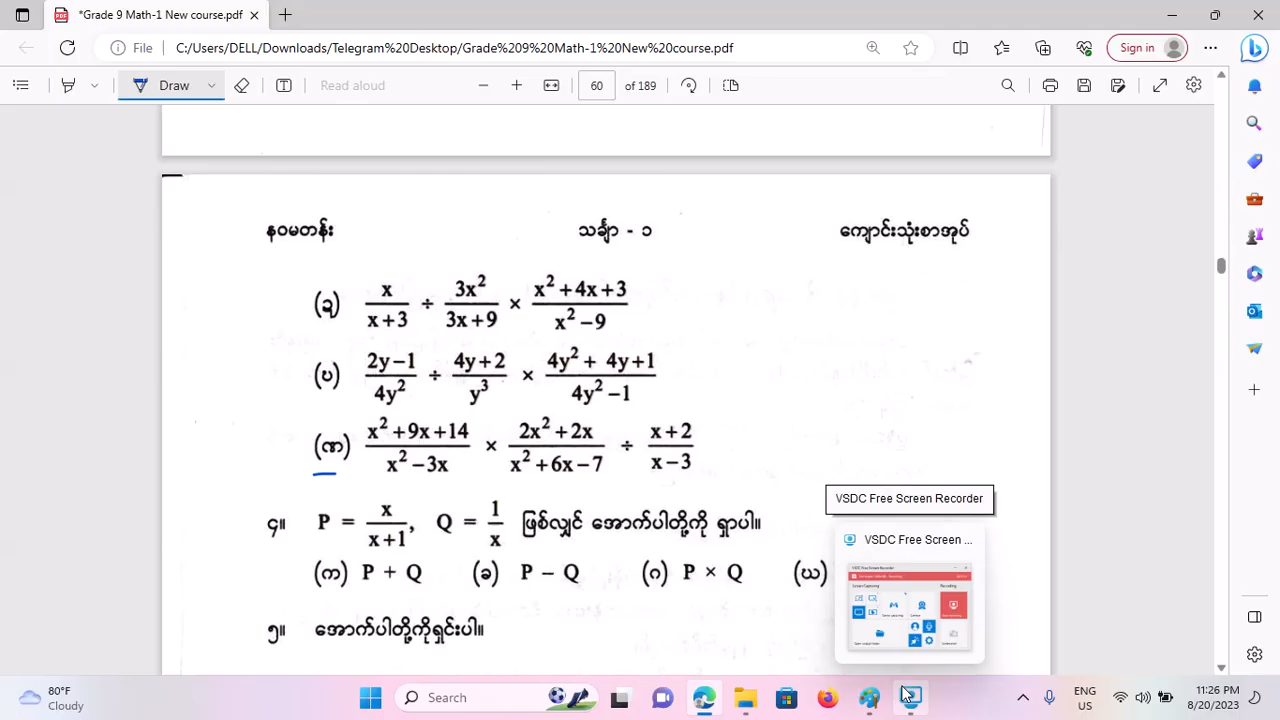 *Grade 9 Math-1 New course.pdf
File C:/Users/DELL/Downloads/Telegram%20Desktop/Grade%209%20Math-1%20New%20course.pdf Sign in
Draw Read aloud 60 of 189
နဝမတန်း သင်္ချာ - ၁ ကျောင်းသုံးစာအုပ်
(ဍ) x/(x+3) ÷ 3x²/(3x+9) × (x²+4x+3)/(x²−9)
(ဎ) (2y−1)/4y² ÷ (4y+2)/y³ × (4y²+ 4y+1)/(4y²−1)
(ဏ) (x²+9x+14)/(x²−3x) × (2x²+2x)/(x²+6x−7) ÷ (x+2)/(x−3)
၄။ P = x/(x+1), Q = 1/x ဖြစ်လျှင် အောက်ပါတို့ကို ရှာပါ။
(က) P + Q (ခ) P − Q (ဂ) P × Q (ဃ)
၅။ အောက်ပါတို့ကိုရှင်းပါ။
VSDC Free Screen Recorder
VSDC Free Screen ...
80°F
Cloudy
Search
ENG
US
11:26 PM
8/20/2023